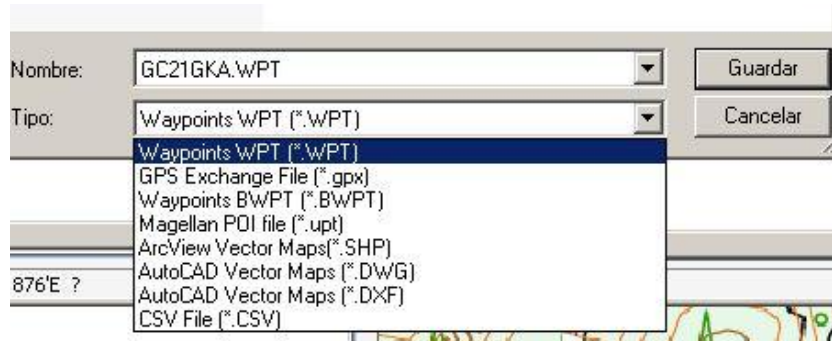 Nombre: GC21GKA.WPT Guardar
Tipo: Waypoints WPT (*.WPT) Cancelar
Waypoints WPT (*.WPT)
GPS Exchange File (*.gpx)
Waypoints BWPT (*.BWPT)
Magellan POI file (*.upt)
ArcView Vector Maps(*.SHP)
AutoCAD Vector Maps (*.DWG)
AutoCAD Vector Maps (*.DXF)
CSV File (*.CSV)
876'E ?